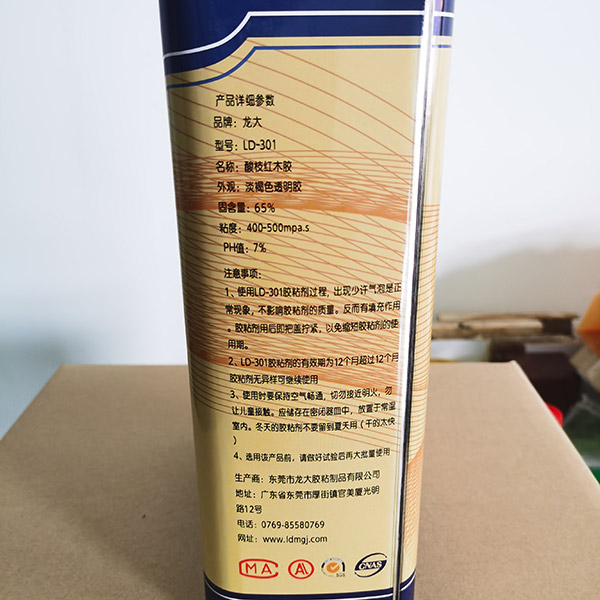 产品详细参数
品牌：龙大
型号：LD-301
名称：酸枝红木胶
外观：淡褐色透明胶
固含量：65%
粘度：400-500mpa.s
PH值：7%
注意事项：
1、使用LD-301胶粘剂过程，出现少许气泡是正
常现象，不影响胶粘剂的质量。反而有填充作用
。胶粘剂用后即把盖拧紧，以免缩短胶粘剂的使
用期。
2、LD-301胶粘剂的有效期为12个月超过12个月
胶粘剂无异样可继续使用
3、使用时要保持空气畅通，切勿接近明火，勿
让儿童接触。应储存在密闭器皿中，放置于常温
室内。冬天的胶粘剂不要留到夏天用（干的太快
）
4、选用该产品前，请做好试验后再大批量使用
生产商：东莞市龙大胶粘制品有限公司
地址：广东省东莞市厚街镇官美厦光明
路12号
电话：0769-85580769
网址：www.ldmgj.com
CMA
SGS
CNAS